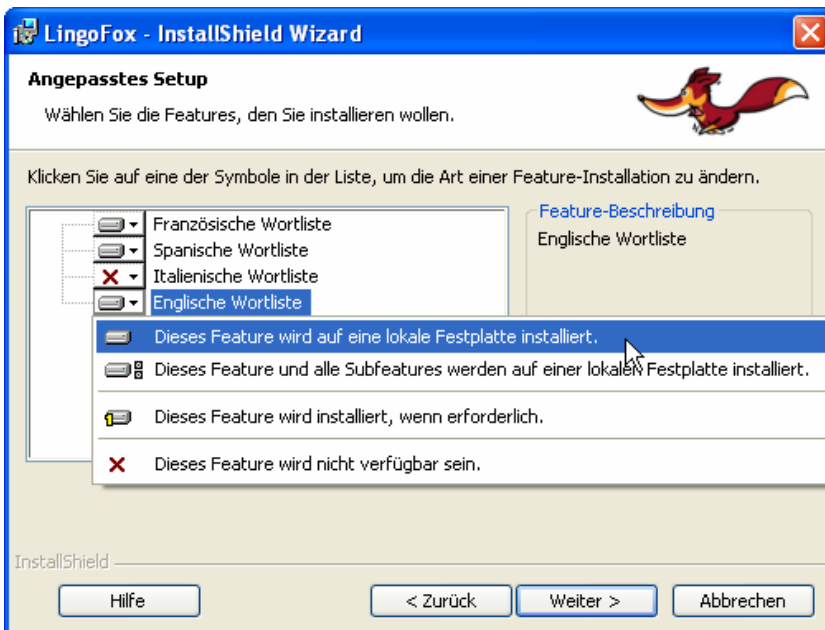 LingoFox - InstallShield Wizard
Angepasstes Setup
Wählen Sie die Features, den Sie installieren wollen.
Klicken Sie auf eine der Symbole in der Liste, um die Art einer Feature-Installation zu ändern.
Französische Wortliste
Spanische Wortliste
Italienische Wortliste
Englische Wortliste
Feature-Beschreibung
Englische Wortliste
Dieses Feature wird auf eine lokale Festplatte installiert.
Dieses Feature und alle Subfeatures werden auf einer lokalen Festplatte installiert.
Dieses Feature wird installiert, wenn erforderlich.
Dieses Feature wird nicht verfügbar sein.
InstallShield
Hilfe
< Zurück
Weiter >
Abbrechen